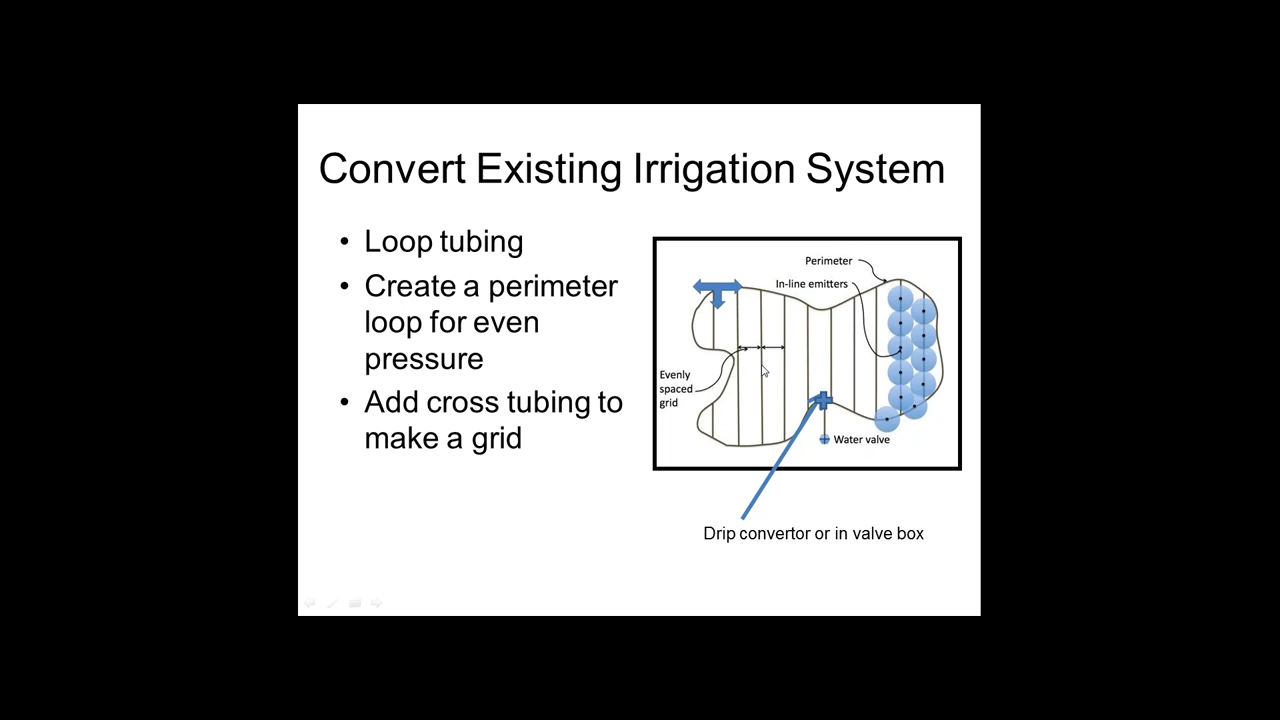 Convert Existing Irrigation System
• Loop tubing
• Create a perimeter
loop for even
pressure
• Add cross tubing to
make a grid
Perimeter
In-line emitters
Evenly
spaced
grid
Water valve
Drip convertor or in valve box